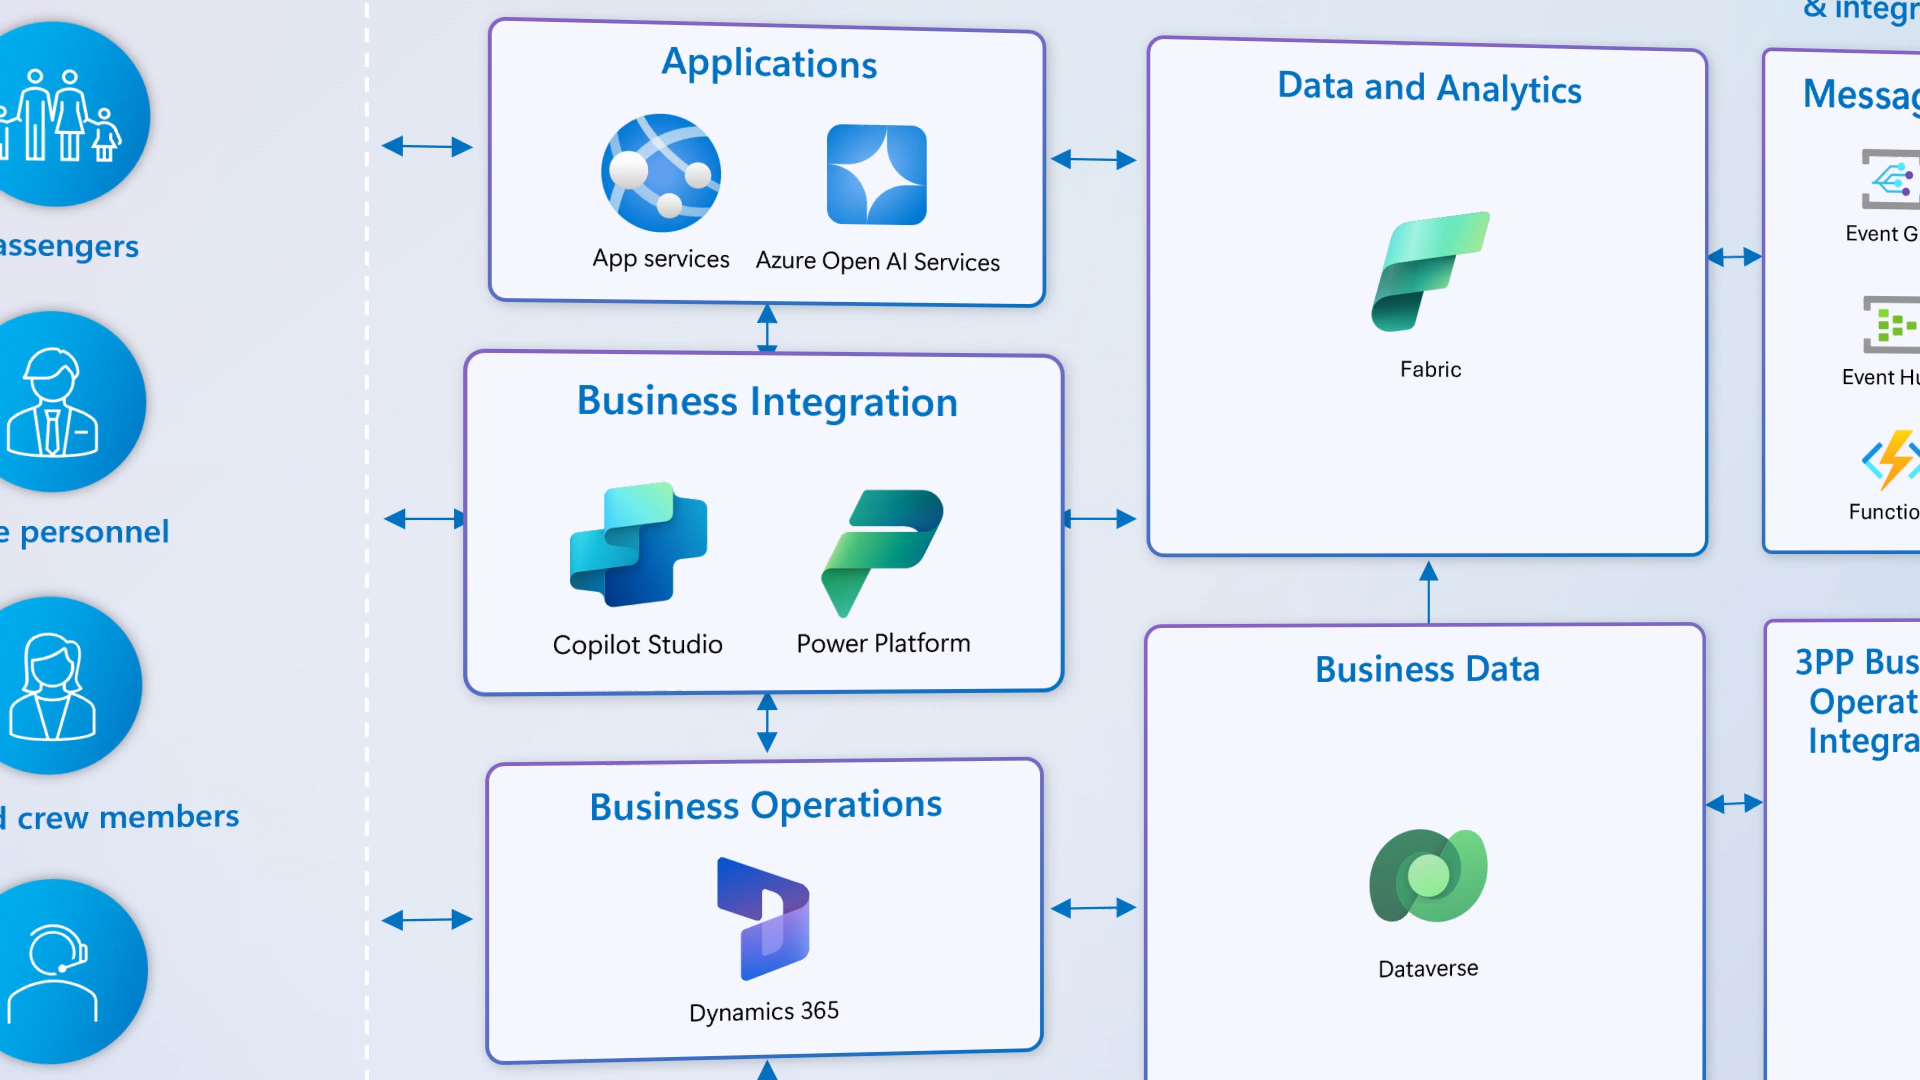 & integr
Applications
App services
Azure Open AI Services
Data and Analytics
Fabric
Messag
Event G
Event Hu
Functio
assengers
e personnel
d crew members
Business Integration
Copilot Studio
Power Platform
Business Operations
Dynamics 365
Business Data
Dataverse
3PP Bus
Operat
Integra